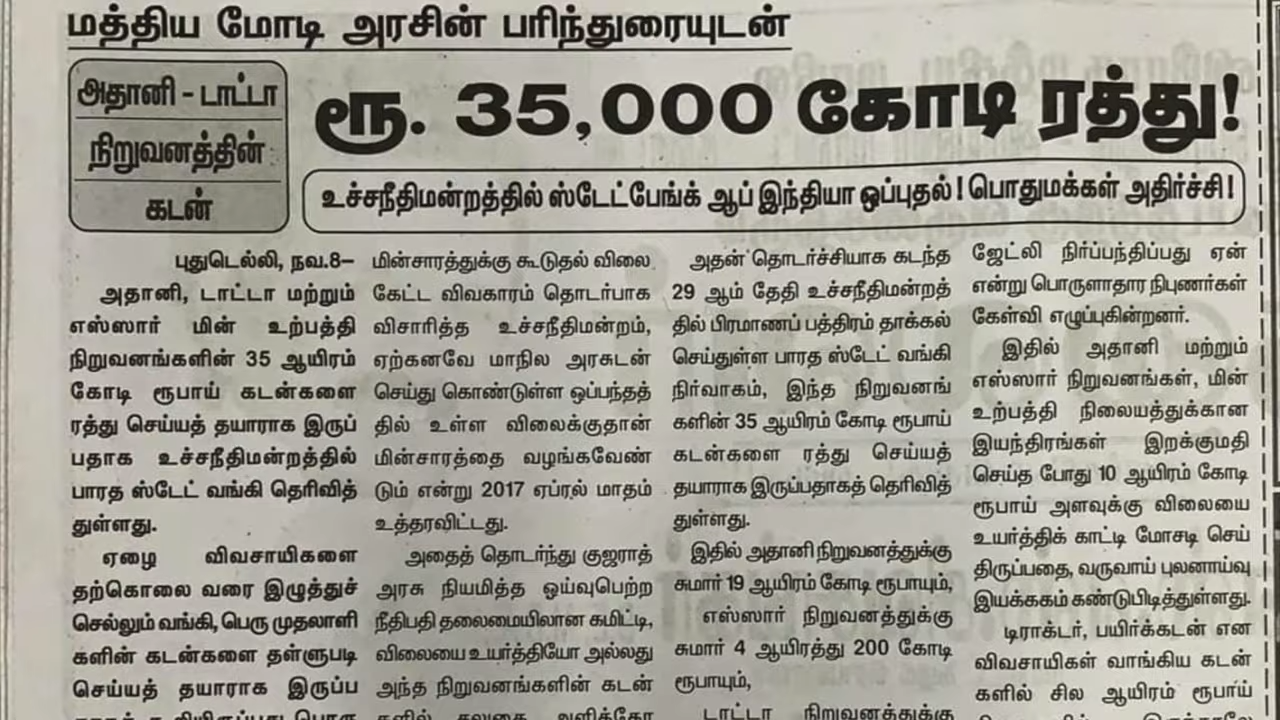 மத்திய மோடி அரசின் பரிந்துரையுடன்
அதானி - டாட்டா
நிறுவனத்தின்
கடன்
ரூ. 35,000 கோடி ரத்து!
உச்சநீதிமன்றத்தில் ஸ்டேட்பேங்க் ஆப் இந்தியா ஒப்புதல்! பொதுமக்கள் அதிர்ச்சி!
புதுடெல்லி, நவ.8–
அதானி, டாட்டா மற்றும்
எஸ்ஸார் மின் உற்பத்தி
நிறுவனங்களின் 35 ஆயிரம்
கோடி ரூபாய் கடன்களை
ரத்து செய்யத் தயாராக இருப்
பதாக உச்சநீதிமன்றத்தில்
பாரத ஸ்டேட் வங்கி தெரிவித்
துள்ளது.
ஏழை விவசாயிகளை
தற்கொலை வரை இழுத்துச்
செல்லும் வங்கி, பெரு முதலாளி
களின் கடன்களை தள்ளுபடி
செய்யத் தயாராக இருப்ப
மின்சாரத்துக்கு கூடுதல் விலை
கேட்ட விவகாரம் தொடர்பாக
விசாரித்த உச்சநீதிமன்றம்,
ஏற்கனவே மாநில அரசுடன்
செய்து கொண்டுள்ள ஒப்பந்தத்
தில் உள்ள விலைக்குதான்
மின்சாரத்தை வழங்கவேண்
டும் என்று 2017 ஏப்ரல் மாதம்
உத்தரவிட்டது.
அதைத் தொடர்ந்து குஜராத்
அரசு நியமித்த ஓய்வுபெற்ற
நீதிபதி தலைமையிலான கமிட்டி,
விலையை உயர்த்தியோ அல்லது
அந்த நிறுவனங்களின் கடன்
களில் சலுகை அளித்தோ
அதன் தொடர்ச்சியாக கடந்த
29 ஆம் தேதி உச்சநீதிமன்றத்
தில் பிரமாணப் பத்திரம் தாக்கல்
செய்துள்ள பாரத ஸ்டேட் வங்கி
நிர்வாகம், இந்த நிறுவனங்
களின் 35 ஆயிரம் கோடி ரூபாய்
கடன்களை ரத்து செய்யத்
தயாராக இருப்பதாகத் தெரிவித்
துள்ளது.
இதில் அதானி நிறுவனத்துக்கு
சுமார் 19 ஆயிரம் கோடி ரூபாயும்,
எஸ்ஸார் நிறுவனத்துக்கு
சுமார் 4 ஆயிரத்து 200 கோடி
ரூபாயும்,
டாட்டா நிறுவனத்துக்கு
ஜேட்லி நிர்ப்பந்திப்பது ஏன்
என்று பொருளாதார நிபுணர்கள்
கேள்வி எழுப்புகின்றனர்.
இதில் அதானி மற்றும்
எஸ்ஸார் நிறுவனங்கள், மின்
உற்பத்தி நிலையத்துக்கான
இயந்திரங்கள் இறக்குமதி
செய்த போது 10 ஆயிரம் கோடி
ரூபாய் அளவுக்கு விலையை
உயர்த்திக் காட்டி மோசடி செய்
திருப்பதை, வருவாய் புலனாய்வு
இயக்ககம் கண்டுபிடித்துள்ளது.
டிராக்டர், பயிர்க்கடன் என
விவசாயிகள் வாங்கிய கடன்
களில் சில ஆயிரம் ரூபாய்